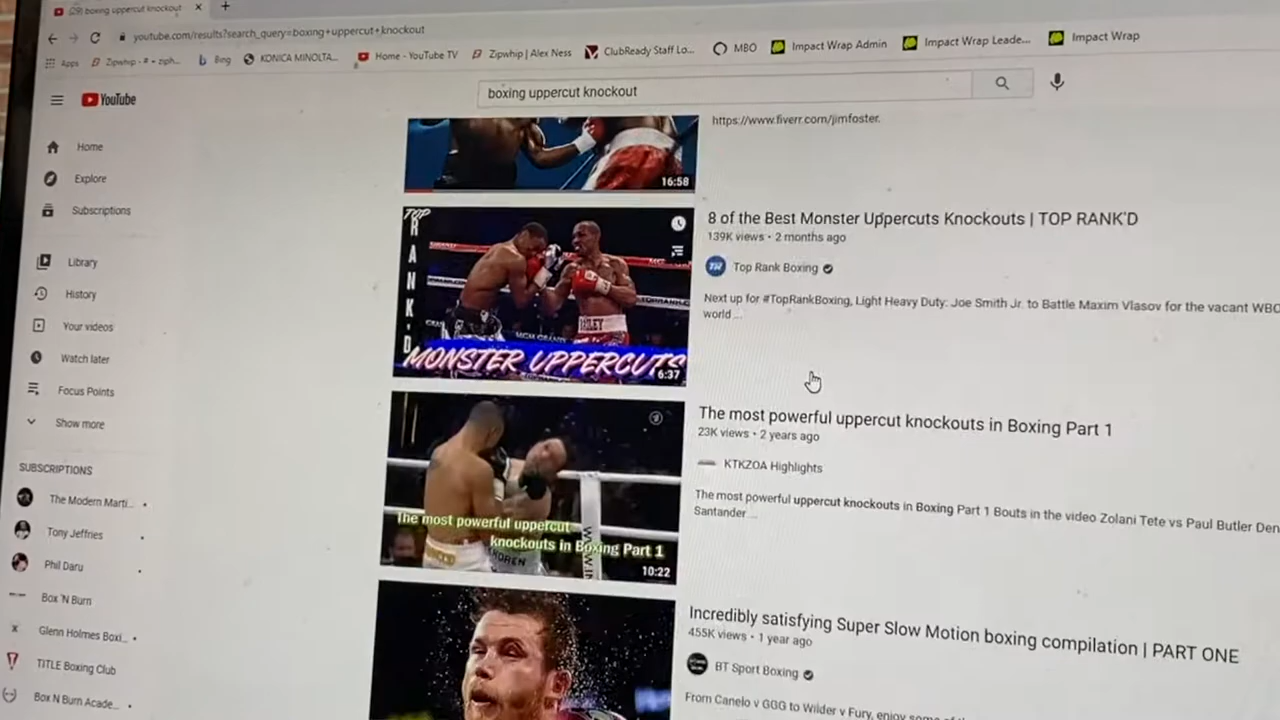 (29) boxing uppercut knockout
youtube.com/results?search_query=boxing+uppercut+knockout
Apps
Zipwhip - # + ziph...
Bing
KONICA MINOLTA...
Home - YouTube TV
Zipwhip | Alex Ness
ClubReady Staff Lo...
MBO
Impact Wrap Admin
Impact Wrap Leade...
Impact Wrap
YouTube
boxing uppercut knockout
Home
Explore
Subscriptions
Library
History
Your videos
Watch later
Focus Points
Show more
SUBSCRIPTIONS
The Modern Marti...
Tony Jeffries
Phil Daru
Box 'N Burn
Glenn Holmes Boxi...
TITLE Boxing Club
Box N Burn Acade...
https://www.fiverr.com/jimfoster.
16:58
TOP RANK'D
MONSTER UPPERCUTS
6:37
8 of the Best Monster Uppercuts Knockouts | TOP RANK'D
139K views • 2 months ago
Top Rank Boxing
Next up for #TopRankBoxing, Light Heavy Duty: Joe Smith Jr. to Battle Maxim Vlasov for the vacant WBO
world ...
The most powerful uppercut
knockouts in Boxing Part 1
10:22
The most powerful uppercut knockouts in Boxing Part 1
23K views • 2 years ago
KTKZOA Highlights
The most powerful uppercut knockouts in Boxing Part 1 Bouts in the video Zolani Tete vs Paul Butler Den
Santander ...
Incredibly satisfying Super Slow Motion boxing compilation | PART ONE
455K views • 1 year ago
BT Sport Boxing
From Canelo v GGG to Wilder v Fury, enjoy some of